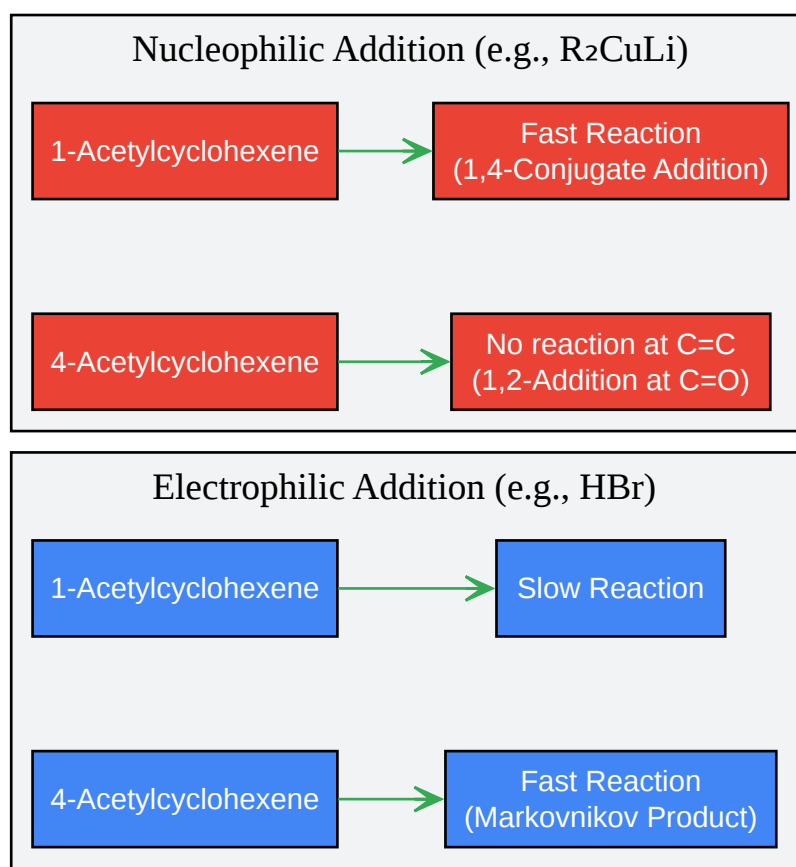 Nucleophilic Addition (e.g., R₂CuLi)
1-Acetylcyclohexene
Fast Reaction
(1,4-Conjugate Addition)
4-Acetylcyclohexene
No reaction at C=C
(1,2-Addition at C=O)
Electrophilic Addition (e.g., HBr)
1-Acetylcyclohexene
Slow Reaction
4-Acetylcyclohexene
Fast Reaction
(Markovnikov Product)